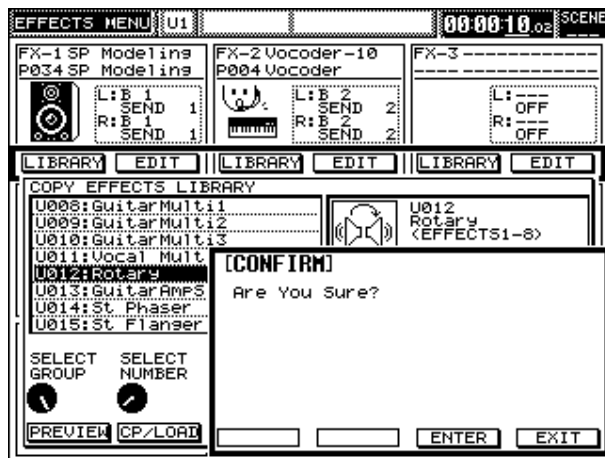 EFFECTS MENU U1 00:00:10.02 SCENE
---
FX-1 SP Modeling FX-2 Vocoder-10 FX-3 -------------
P034 SP Modeling P004 Vocoder ---- -------------
L:B 1 L:B 2 L:---
SEND 1 SEND 2 OFF
R:B 1 R:B 2 R:---
SEND 1 SEND 2 OFF
LIBRARY EDIT LIBRARY EDIT LIBRARY EDIT
COPY EFFECTS LIBRARY
U008:GuitarMulti1
U009:GuitarMulti2
U010:GuitarMulti3
U011:Vocal Mult
U012:Rotary
U013:GuitarAmpS
U014:St Phaser
U015:St Flanger
U012
Rotary
(EFFECTS1-8)
SELECT GROUP
SELECT NUMBER
PREVIEW CP/LOAD
[CONFIRM]
Are You Sure?
ENTER EXIT